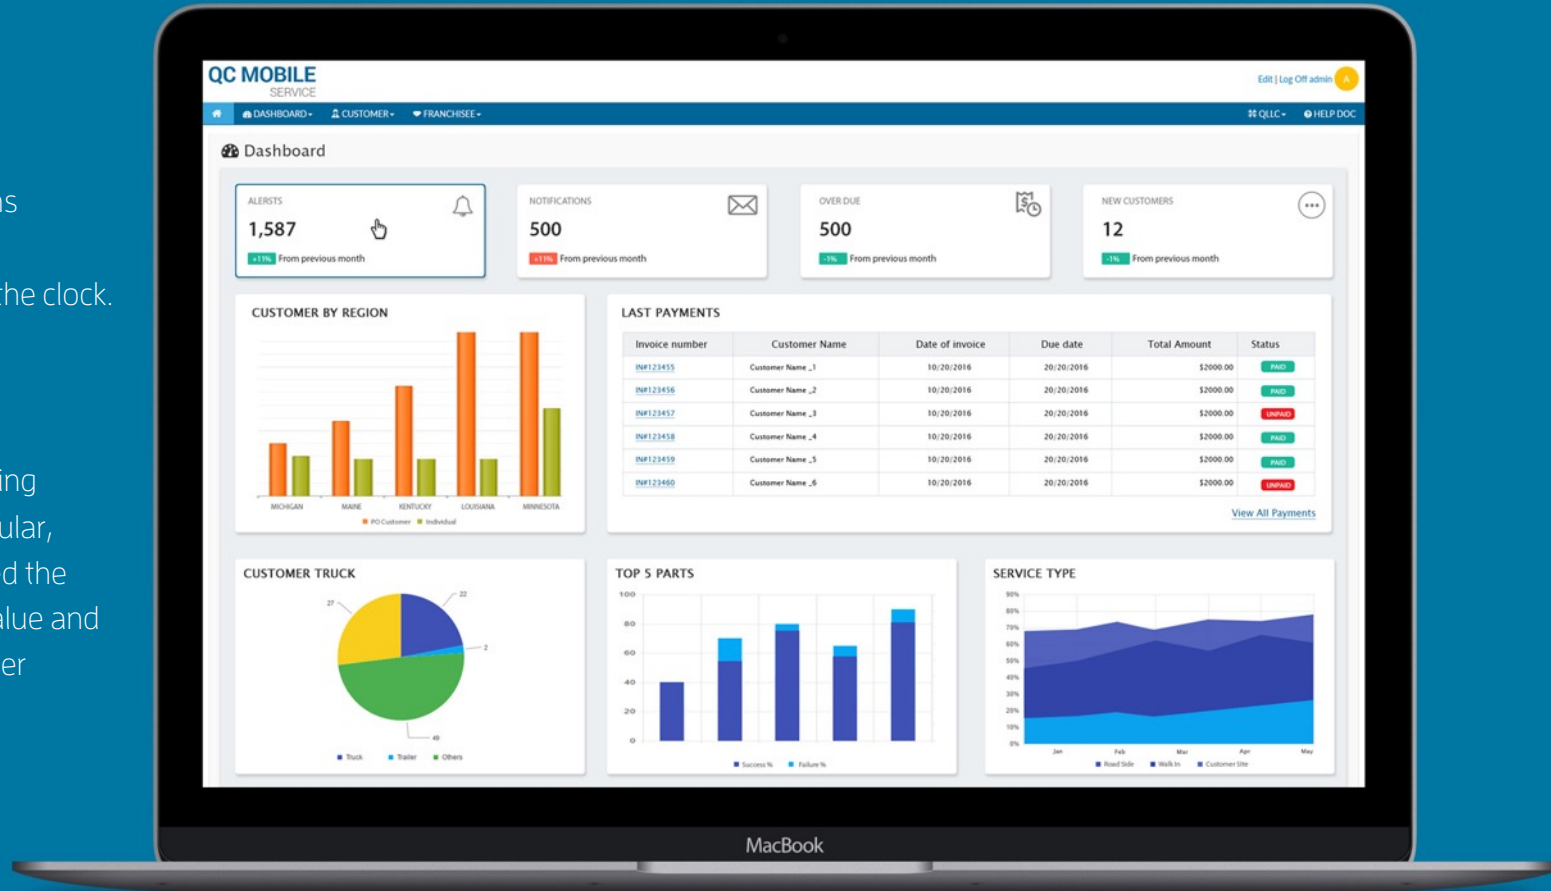 ns
the clock.
ing
ular,
d the
alue and
er
QC MOBILE
SERVICE
Edit | Log Off admin A
DASHBOARD CUSTOMER FRANCHISEE QLLC HELP DOC
Dashboard
ALERSTS
1,587
+11% From previous month
NOTIFICATIONS
500
+11% From previous month
OVER DUE
500
-1% From previous month
NEW CUSTOMERS
12
-1% From previous month
CUSTOMER BY REGION
MICHIGAN MAINE KENTUCKY LOUISIANA MINNESOTA
PO Customer Individual
LAST PAYMENTS
Invoice number Customer Name Date of invoice Due date Total Amount Status
IN#123455 Customer Name _1 10/20/2016 20/20/2016 $2000.00 PAID
IN#123456 Customer Name _2 10/20/2016 20/20/2016 $2000.00 PAID
IN#123457 Customer Name _3 10/20/2016 20/20/2016 $2000.00 UNPAID
IN#123458 Customer Name _4 10/20/2016 20/20/2016 $2000.00 PAID
IN#123459 Customer Name _5 10/20/2016 20/20/2016 $2000.00 PAID
IN#123460 Customer Name _6 10/20/2016 20/20/2016 $2000.00 UNPAID
View All Payments
CUSTOMER TRUCK
27
22
2
49
Truck Trailer Others
TOP 5 PARTS
100
80
60
40
20
0
Success % Failure %
SERVICE TYPE
90%
80%
70%
60%
50%
40%
30%
20%
10%
0%
Jan Feb Mar Apr May
Road Side Walk In Customer Site
MacBook